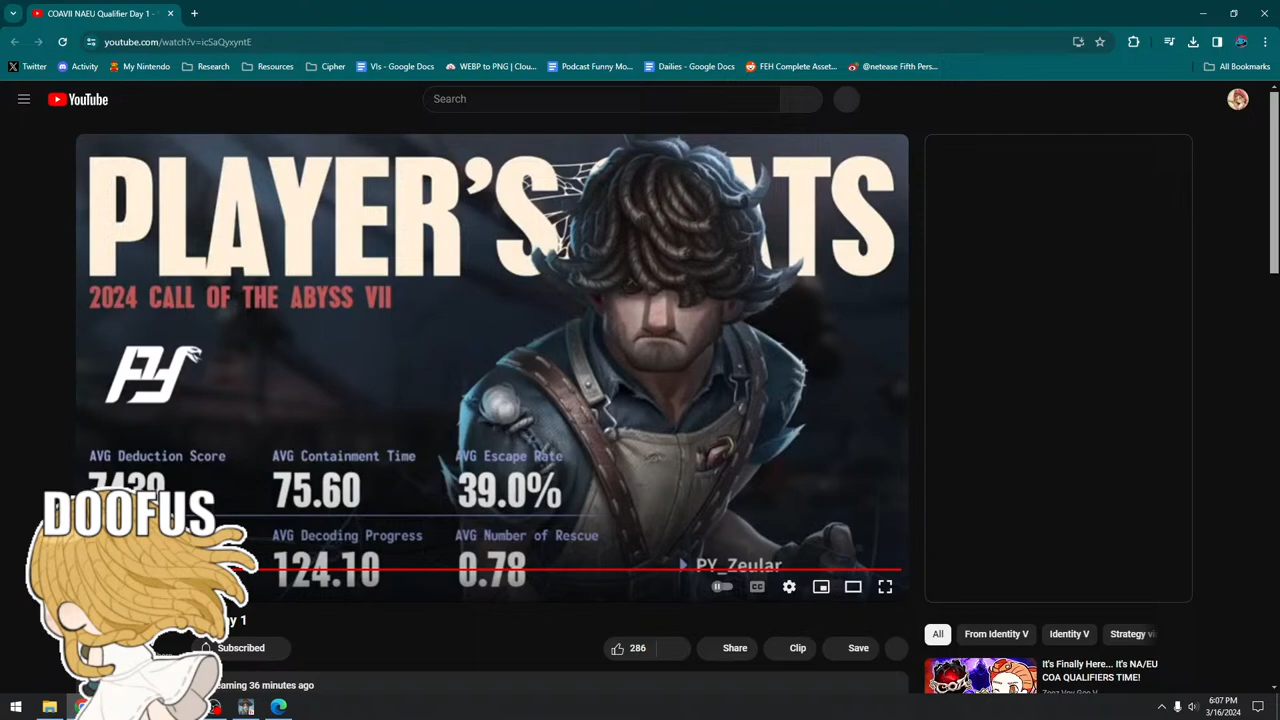 COAVII NAEU Qualifier Day 1 -
youtube.com/watch?v=icSaQyxyntE
Twitter
Activity
My Nintendo
Research
Resources
Cipher
VIs - Google Docs
WEBP to PNG | Clou...
Podcast Funny Mo...
Dailies - Google Docs
FEH Complete Asset...
@netease Fifth Pers...
All Bookmarks
YouTube
Search
PLAYER'S
2024 CALL OF THE ABYSS VII
PY
AVG Deduction Score
AVG Containment Time
AVG Escape Rate
75.60
39.0%
DOOFUS
AVG Decoding Progress
AVG Number of Rescue
124.10
0.78
PY_Zeular
CC
y 1
Subscribed
286
Share
Clip
Save
All
From Identity V
Identity V
It's Finally Here... It's NA/EU
COA QUALIFIERS TIME!
eaming 36 minutes ago
6:07 PM
3/16/2024